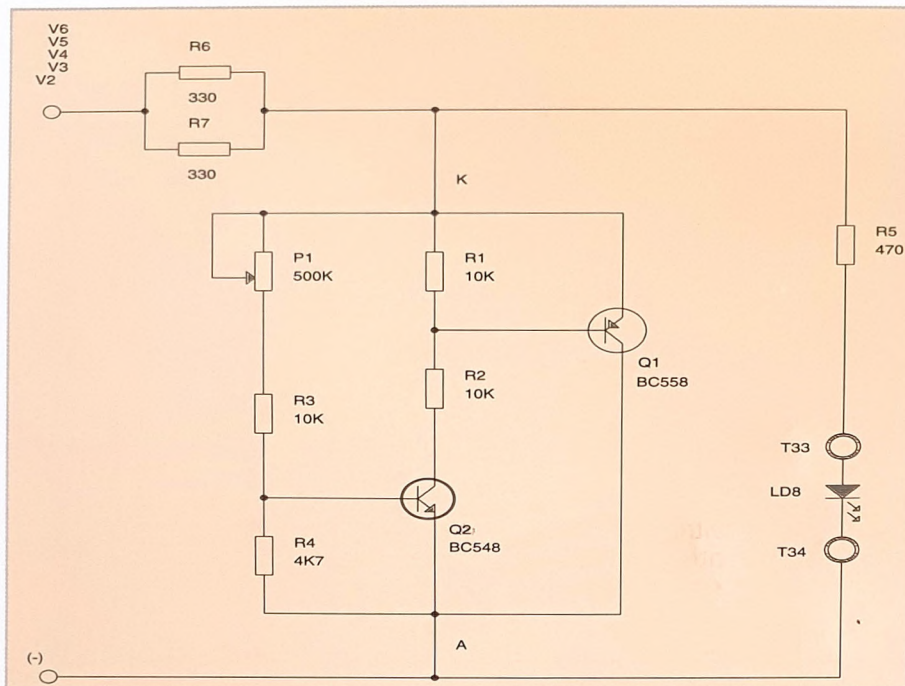 V6
V5
V4
V3
V2
R6
330
R7
330
K
P1
500K
R1
10K
R5
470
Q1
BC558
R2
10K
R3
10K
T33
LD8
Q2
BC548
R4
4K7
T34
A
(-)